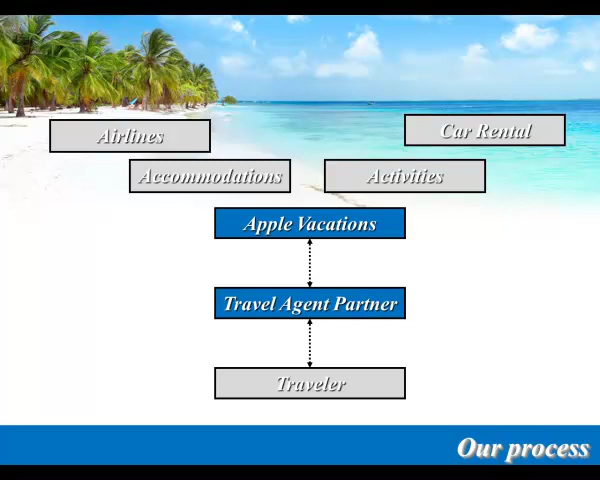 Airlines
Car Rental
Accommodations
Activities
Apple Vacations
Travel Agent Partner
Traveler
Our process